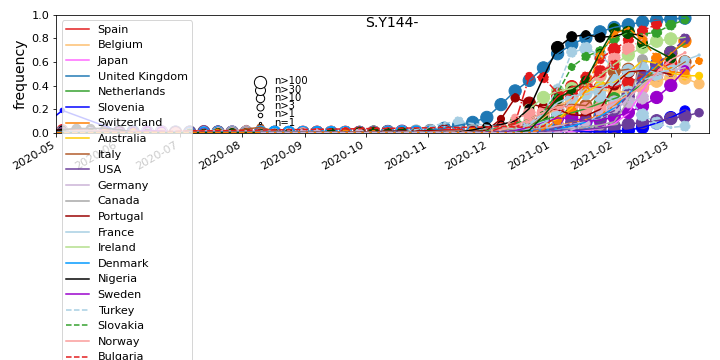 S.Y144-
frequency
1.0
0.8
0.6
0.4
0.2
0.0
2020-05
2020-06
2020-07
2020-08
2020-09
2020-10
2020-11
2020-12
2021-01
2021-02
2021-03
n>100
n>30
n>10
n>3
n>1
n=1
Spain
Belgium
Japan
United Kingdom
Netherlands
Slovenia
Switzerland
Australia
Italy
USA
Germany
Canada
Portugal
France
Ireland
Denmark
Nigeria
Sweden
Turkey
Slovakia
Norway
Bulgaria